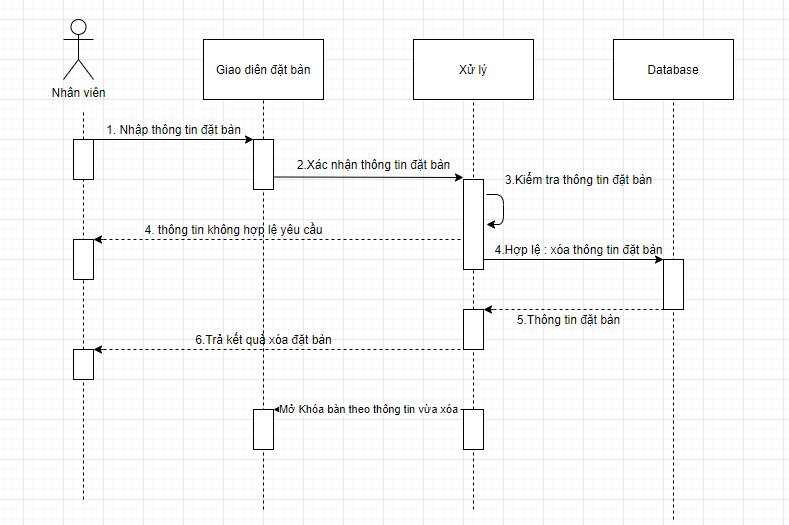 Nhân viên
Giao diên đặt bàn
Xử lý
Database
1. Nhập thông tin đặt bàn
2.Xác nhận thông tin đặt bàn
3.Kiểm tra thông tin đặt bàn
4. thông tin không hợp lệ yêu cầu
4.Hợp lệ : xóa thông tin đặt bàn
5.Thông tin đặt bàn
6.Trả kết quả xóa đặt bàn
Mở Khóa bàn theo thông tin vừa xóa